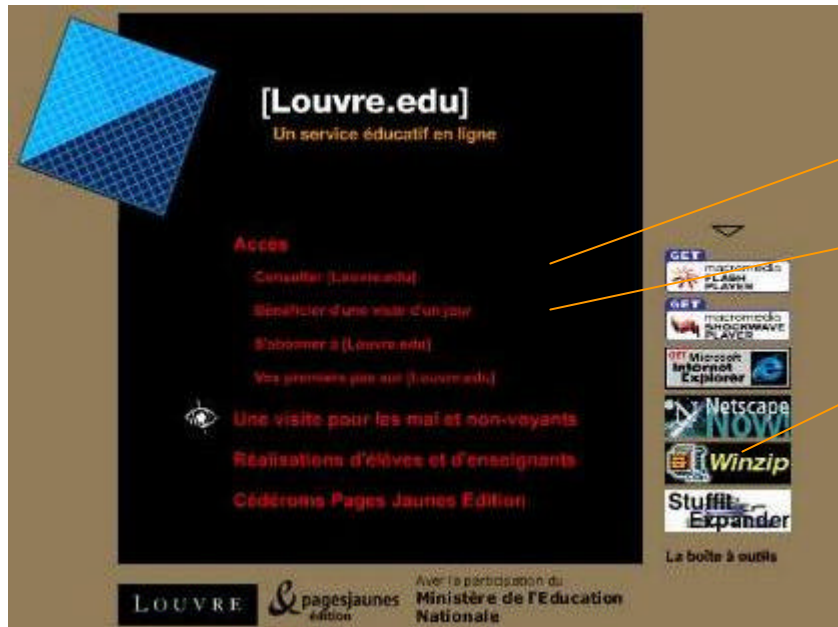 [Louvre.edu]
Un service éducatif en ligne
Accès
Consulter [Louvre.edu]
Bénéficier d'une visite d'un jour
S'abonner à [Louvre.edu]
Vos premiers pas sur [Louvre.edu]
Une visite pour les mal et non-voyants
Réalisations d'élèves et d'enseignants
Cédéroms Pages Jaunes Edition
GET
macromedia
FLASH
PLAYER
GET
macromedia
SHOCKWAVE
PLAYER
GET Microsoft
Internet
Explorer
Netscape
NOW!
Winzip
Stuffit
Expander
La boîte à outils
LOUVRE
& pagesjaunes
édition
Avec la participation du
Ministère de l'Education
Nationale